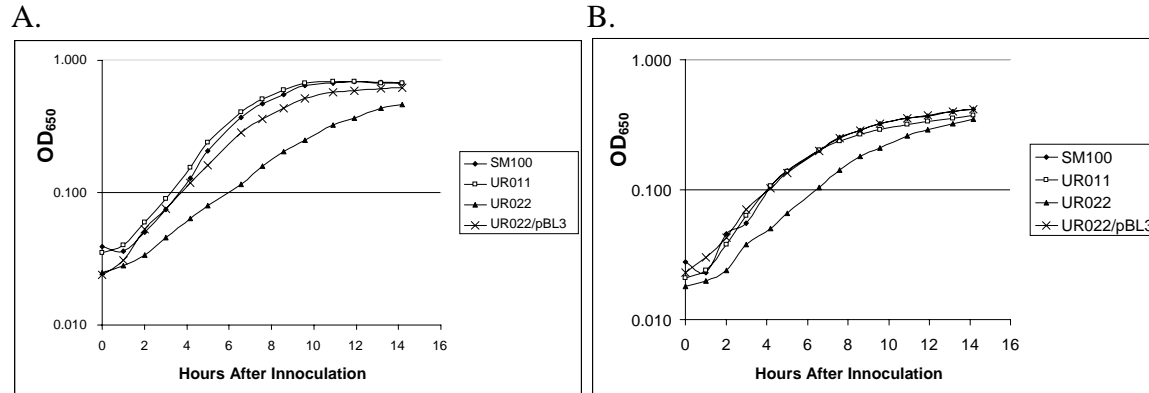 A.
1.000
0.100
0.010
OD650
0 2 4 6 8 10 12 14 16
Hours After Innoculation
SM100
UR011
UR022
UR022/pBL3
B.
1.000
0.100
0.010
OD650
0 2 4 6 8 10 12 14 16
Hours After Innoculation
SM100
UR011
UR022
UR022/pBL3